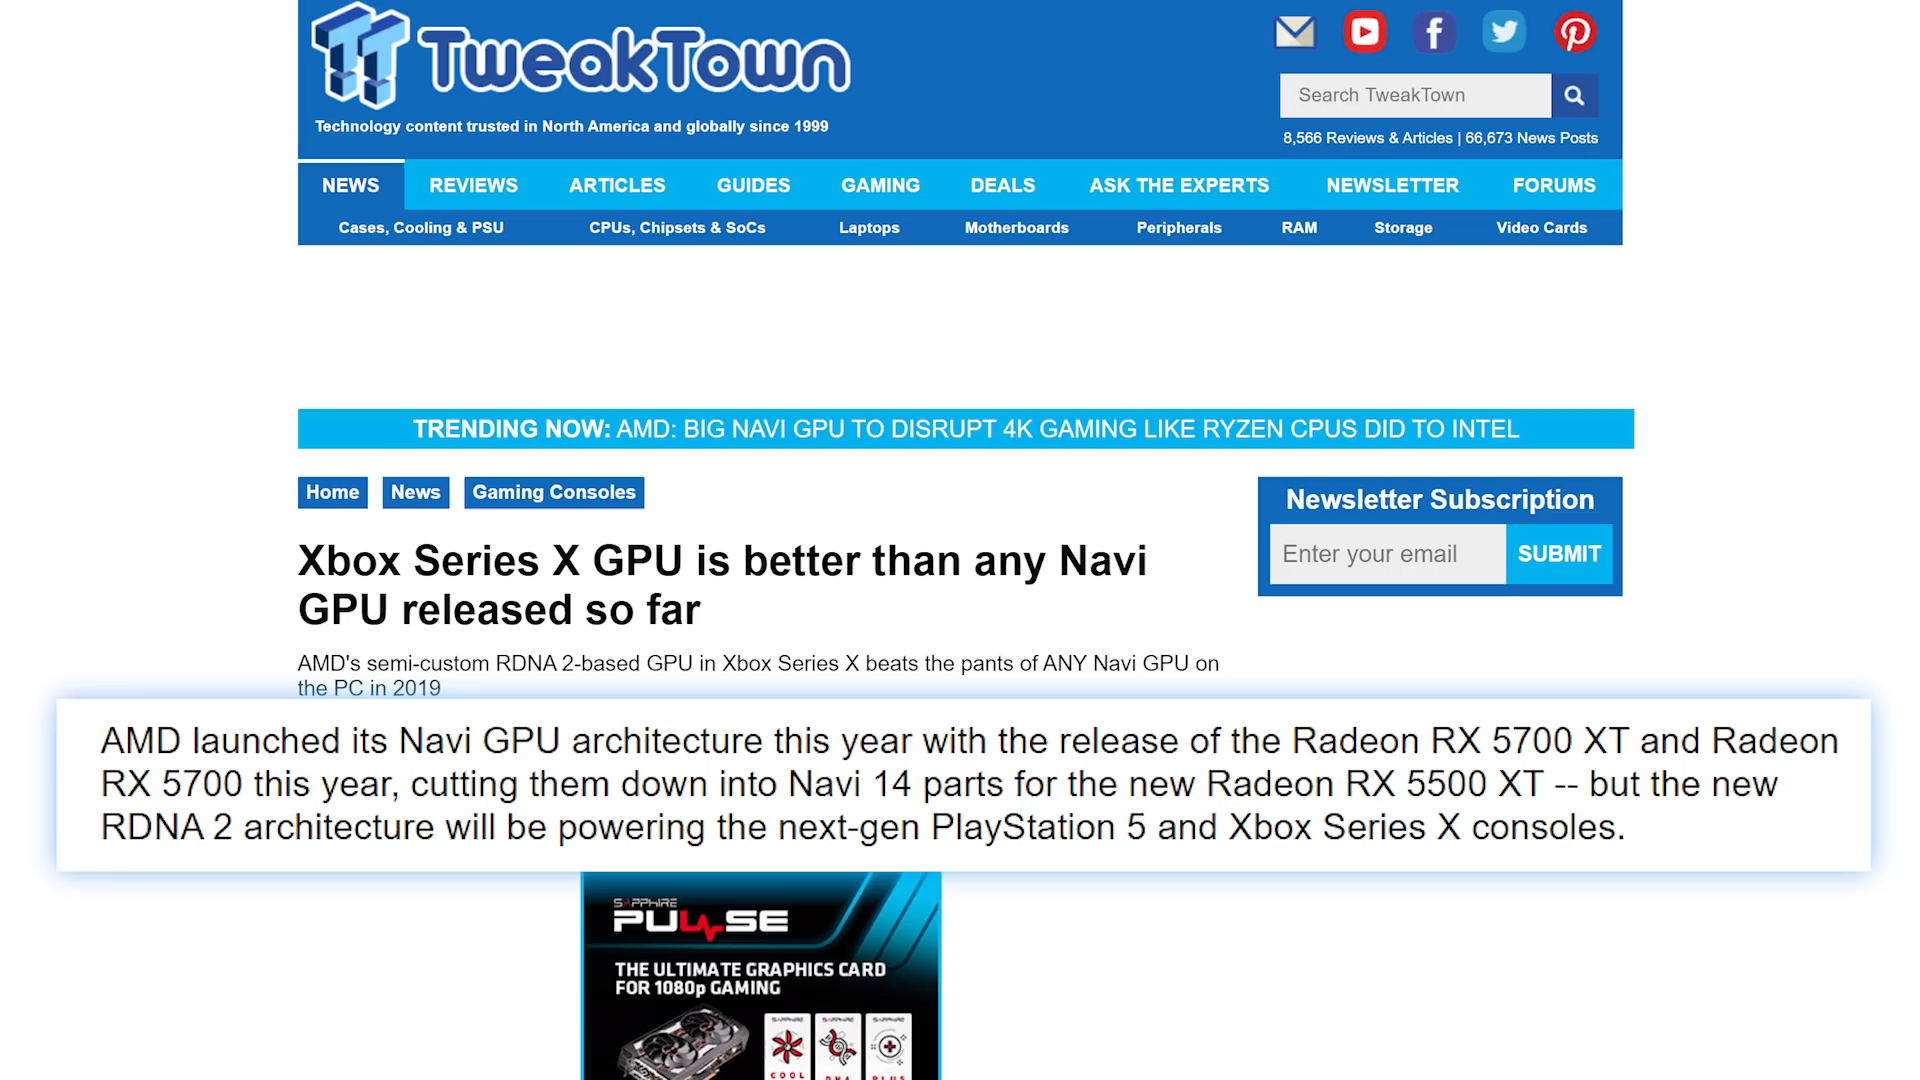 TweakTown
Technology content trusted in North America and globally since 1999
Search TweakTown
8,566 Reviews & Articles | 66,673 News Posts
NEWS REVIEWS ARTICLES GUIDES GAMING DEALS ASK THE EXPERTS NEWSLETTER FORUMS
Cases, Cooling & PSU CPUs, Chipsets & SoCs Laptops Motherboards Peripherals RAM Storage Video Cards
TRENDING NOW: AMD: BIG NAVI GPU TO DISRUPT 4K GAMING LIKE RYZEN CPUS DID TO INTEL
Home News Gaming Consoles
Newsletter Subscription
Enter your email SUBMIT
Xbox Series X GPU is better than any Navi
GPU released so far
AMD's semi-custom RDNA 2-based GPU in Xbox Series X beats the pants of ANY Navi GPU on
the PC in 2019
AMD launched its Navi GPU architecture this year with the release of the Radeon RX 5700 XT and Radeon
RX 5700 this year, cutting them down into Navi 14 parts for the new Radeon RX 5500 XT -- but the new
RDNA 2 architecture will be powering the next-gen PlayStation 5 and Xbox Series X consoles.
SAPPHIRE
PULSE
THE ULTIMATE GRAPHICS CARD
FOR 1080p GAMING
SAPPHIRE SAPPHIRE SAPPHIRE
COOL DNA PLUS